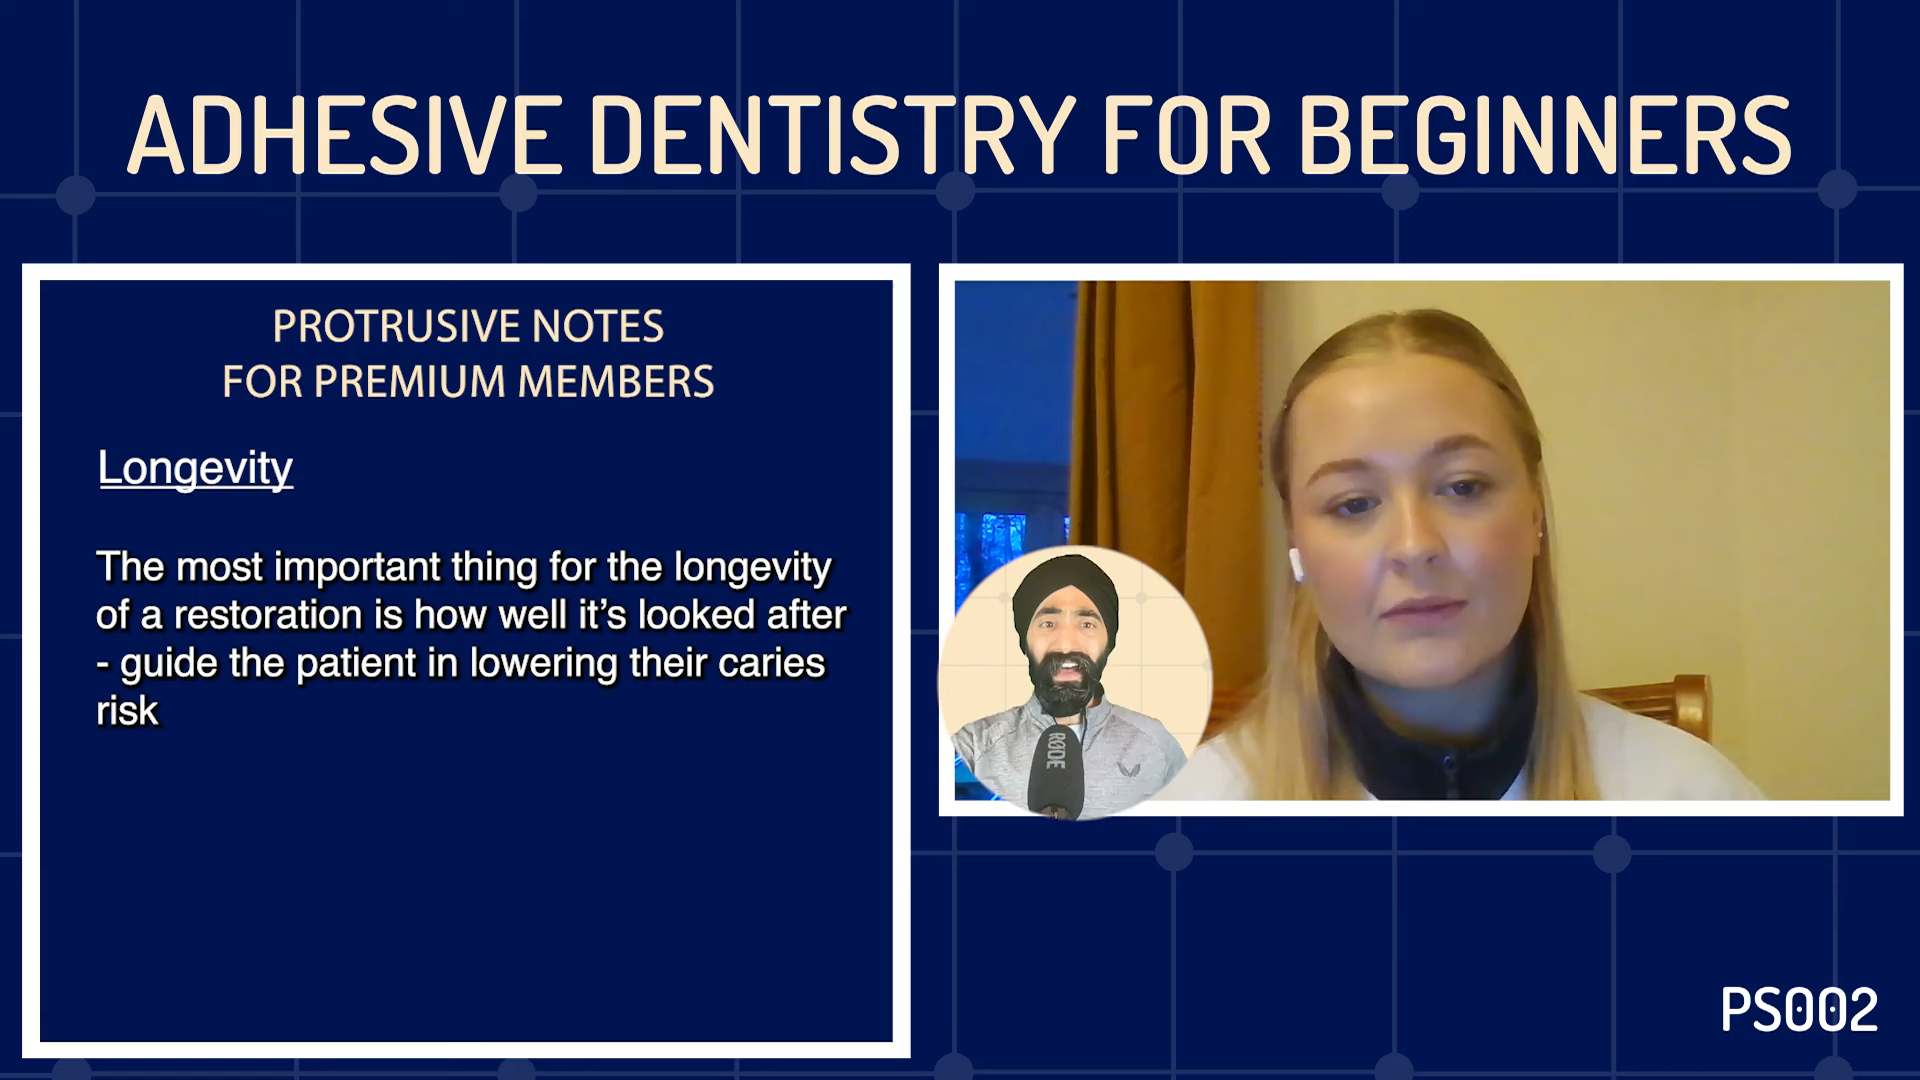 ADHESIVE DENTISTRY FOR BEGINNERS
PROTRUSIVE NOTES
FOR PREMIUM MEMBERS
Longevity
The most important thing for the longevity
of a restoration is how well it’s looked after
- guide the patient in lowering their caries
risk
RØDE
PS002